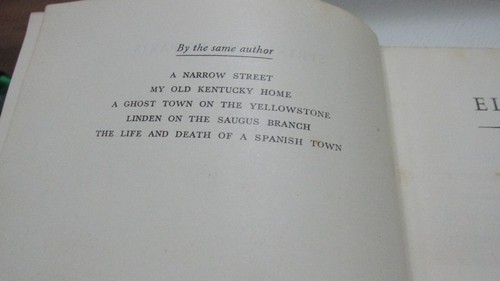 By the same author
A NARROW STREET
MY OLD KENTUCKY HOME
A GHOST TOWN ON THE YELLOWSTONE
LINDEN ON THE SAUGUS BRANCH
THE LIFE AND DEATH OF A SPANISH TOWN
EL